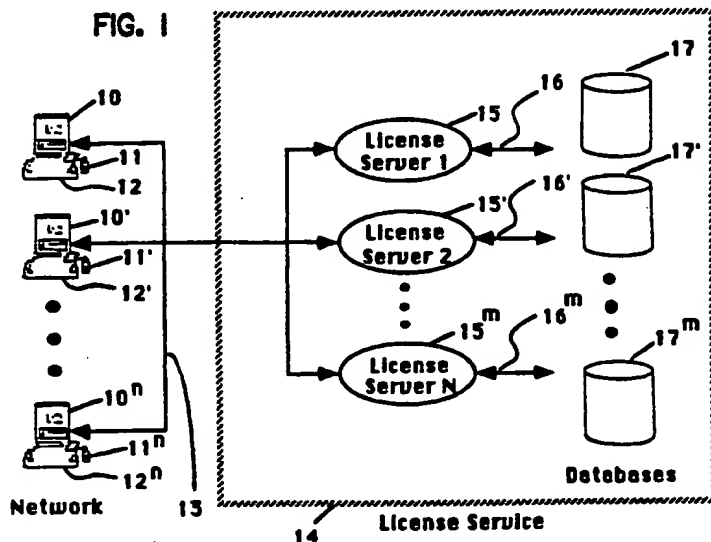 FIG. 1
10
11
12
10'
11'
12'
10ⁿ
11ⁿ
12ⁿ
Network
13
14
License Service
15
License
Server 1
16
17
15'
License
Server 2
16'
17'
15ᵐ
License
Server N
16ᵐ
17ᵐ
Databases